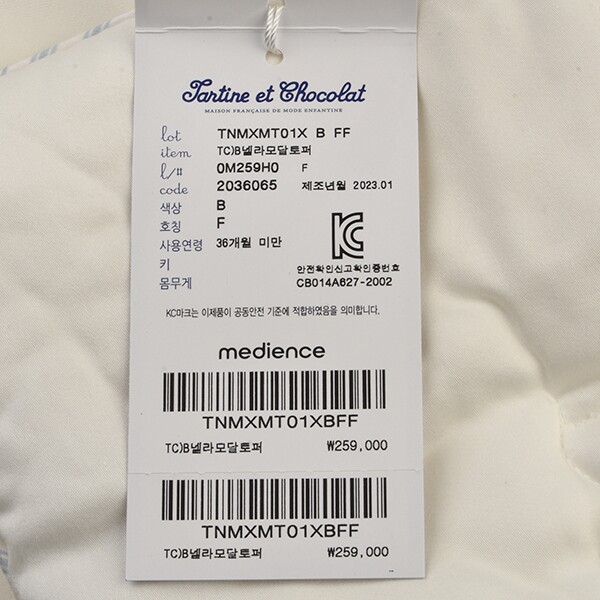 Tartine et Chocolat
MAISON FRANÇAISE DE MODE ENFANTINE
lot TNMXMT01X B FF
item TC)B넬라모달토퍼
l/# 0M259H0 F
code 2036065 제조년월 2023.01
색상 B
호칭 F
사용연령 36개월 미만
키
몸무게
KC
안전확인신고확인증번호
CB014A627-2002
KC마크는 이제품이 공동안전 기준에 적합하였음을 의미합니다.
medience
TNMXMT01XBFF
TC)B넬라모달토퍼 ₩259,000
TNMXMT01XBFF
TC)B넬라모달토퍼 ₩259,000